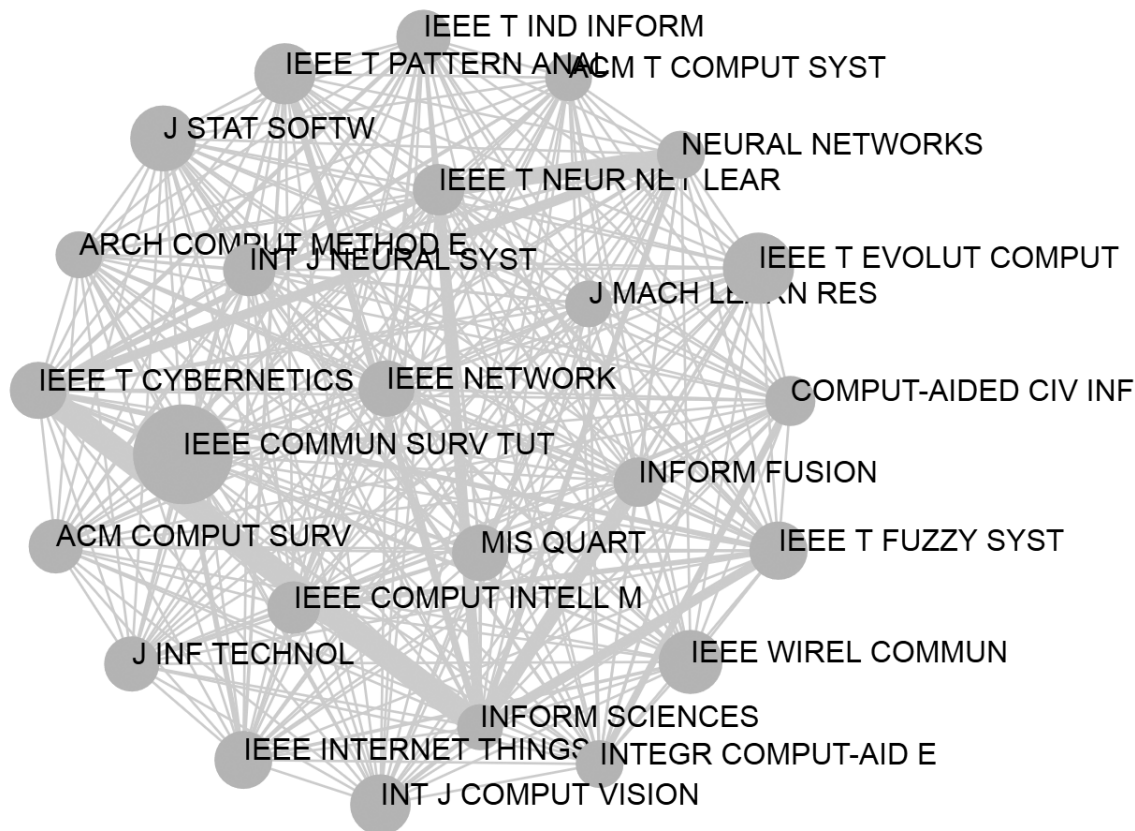 IEEE T IND INFORM
IEEE T PATTERN ANAL
ACM T COMPUT SYST
J STAT SOFTW
NEURAL NETWORKS
IEEE T NEUR NET LEAR
ARCH COMPUT METHOD E
INT J NEURAL SYST
IEEE T EVOLUT COMPUT
J MACH LEARN RES
IEEE T CYBERNETICS
IEEE NETWORK
COMPUT-AIDED CIV INF
IEEE COMMUN SURV TUT
INFORM FUSION
ACM COMPUT SURV
MIS QUART
IEEE T FUZZY SYST
IEEE COMPUT INTELL M
J INF TECHNOL
IEEE WIREL COMMUN
INFORM SCIENCES
IEEE INTERNET THINGS
INTEGR COMPUT-AID E
INT J COMPUT VISION